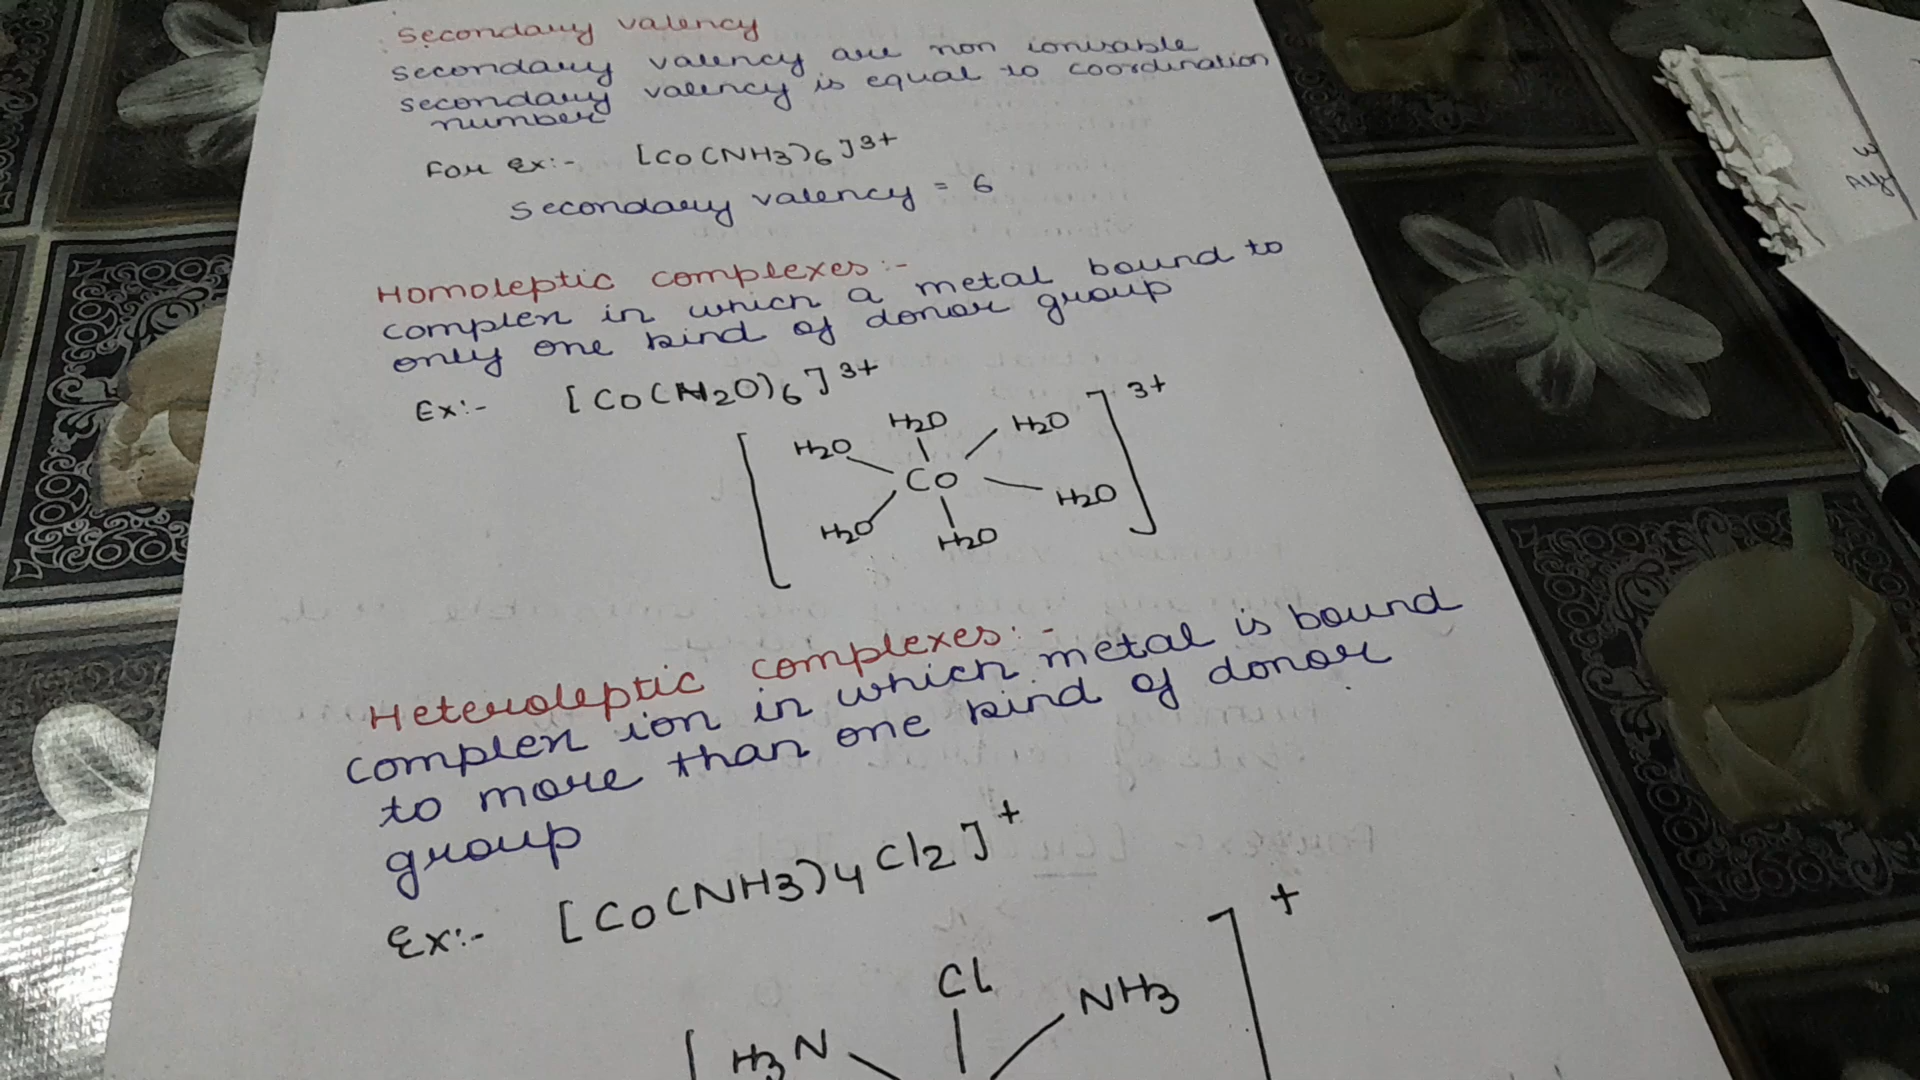 Secondary valency
secondary valency are non ionisable
secondary valency is equal to coordination
number
For Ex:- [Co(NH3)6]3+
secondary valency = 6
Homoleptic complexes:-
complex in which a metal bound to
only one kind of donor group
Ex:- [Co(H2O)6]3+
[ H2O H2O H2O ]3+
Co
H2O H2O H2O
Heteroleptic complexes:-
complex ion in which metal is bound
to more than one kind of donor
group
Ex:- [Co(NH3)4Cl2]+
[ Cl ]+
H3N NH3